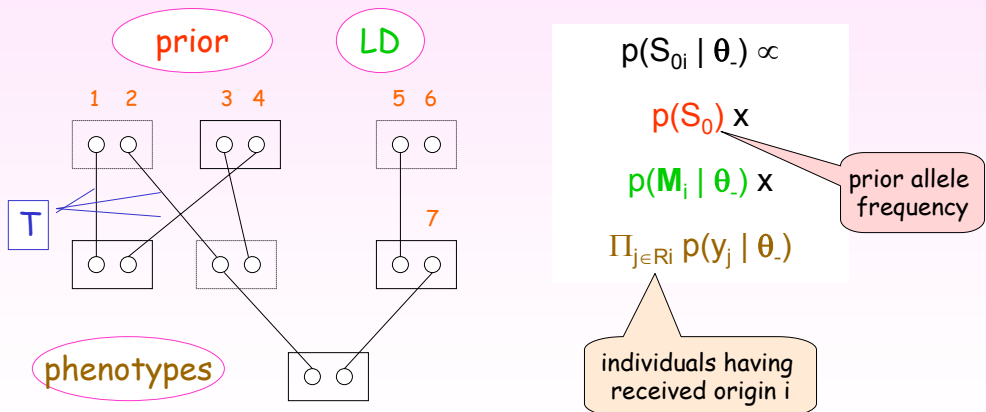 prior
LD
1 2 3 4 5 6
T
7
phenotypes
p(S₀ᵢ | θ₋) ∝
p(S₀) x
p(Mᵢ | θ₋) x
Π_{j∈Ri} p(yⱼ | θ₋)
prior allele
frequency
individuals having
received origin i